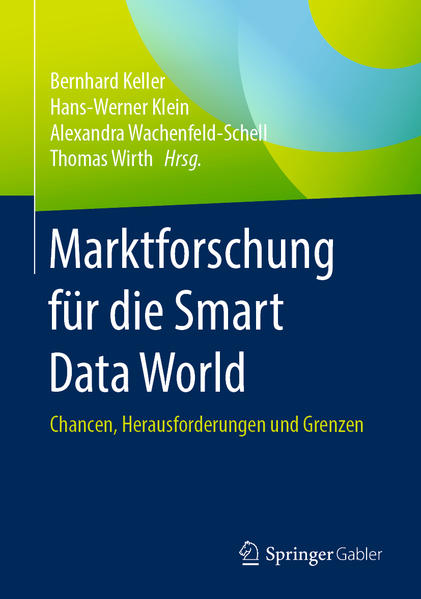 Bernhard Keller
Hans-Werner Klein
Alexandra Wachenfeld-Schell
Thomas Wirth Hrsg.
Marktforschung
für die Smart
Data World
Chancen, Herausforderungen und Grenzen
Springer Gabler